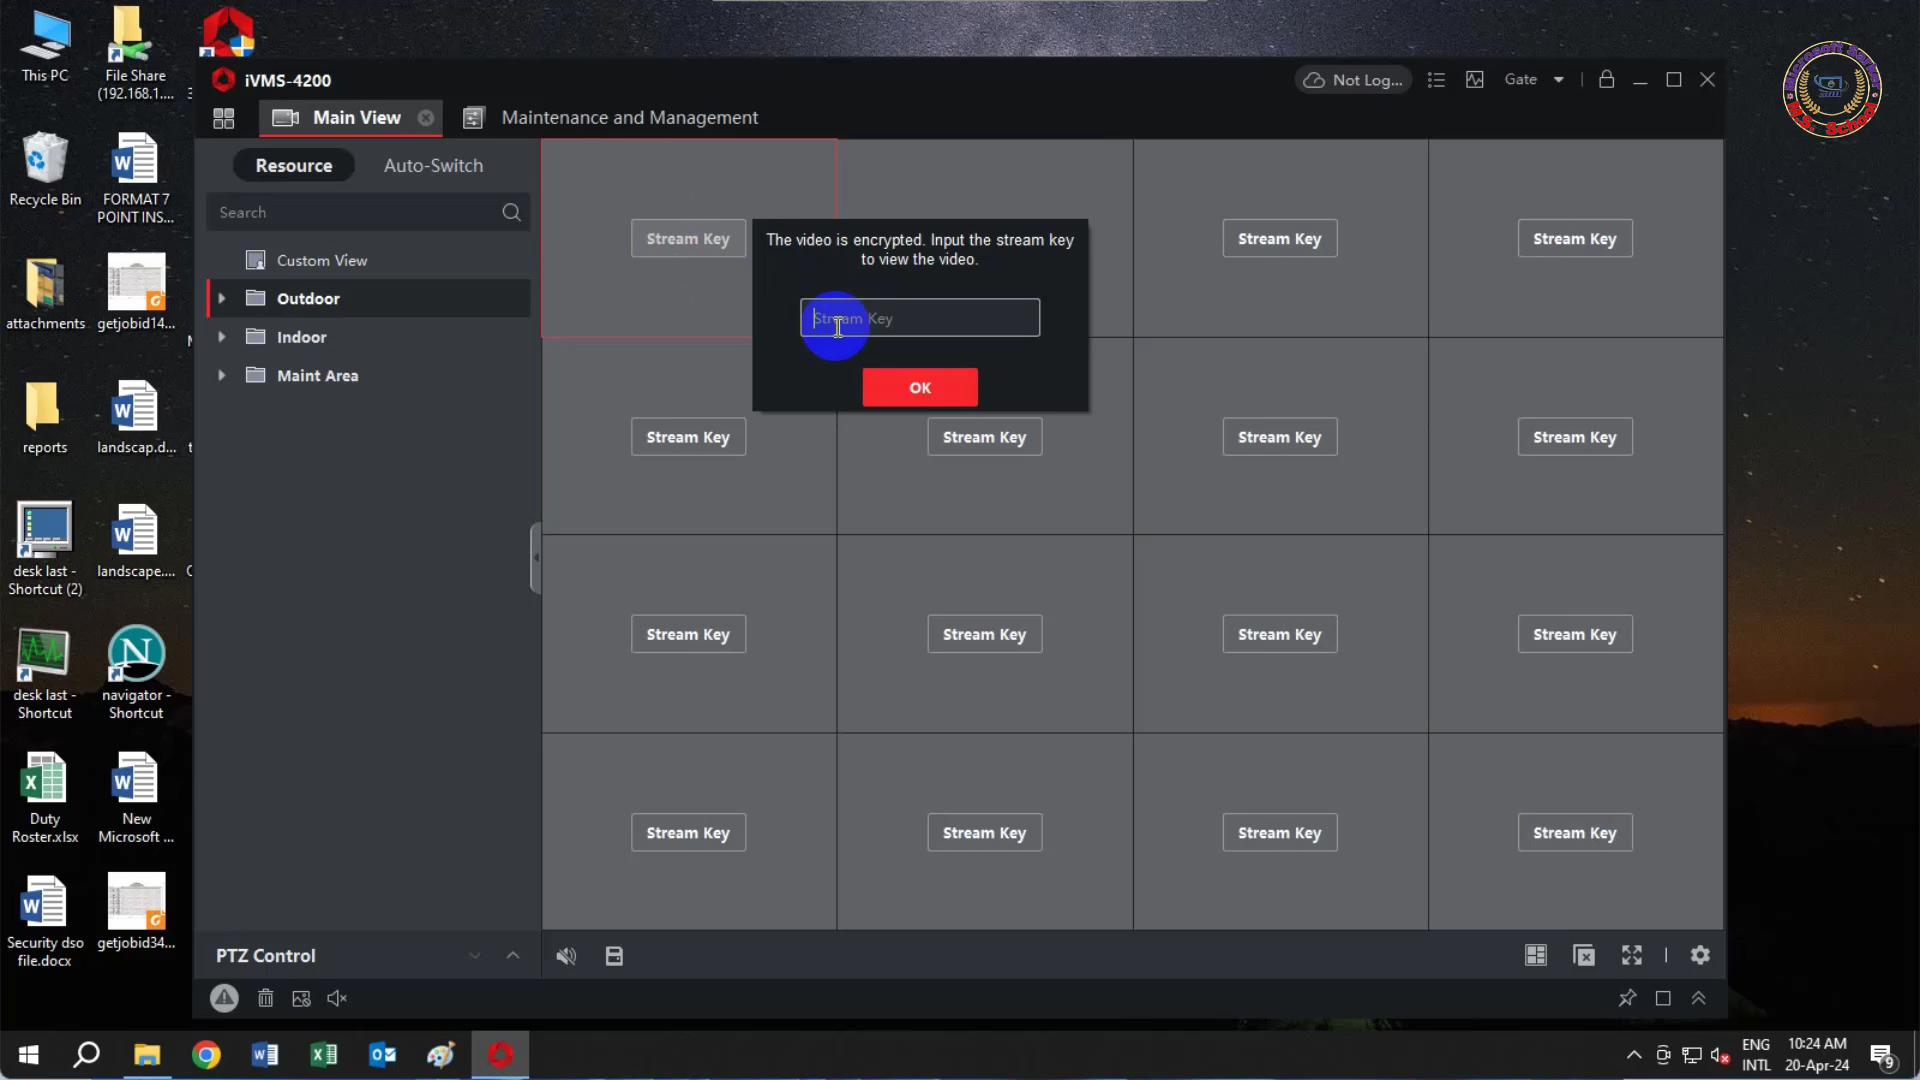 This PC
File Share
(192.168.1....
Recycle Bin
FORMAT 7
POINT INS...
attachments
getjobid14...
reports
landscap.d...
desk last -
Shortcut (2)
landscape....
desk last -
Shortcut
navigator -
Shortcut
Duty
Roster.xlsx
New
Microsoft ...
Security dso
file.docx
getjobid34...
iVMS-4200
Not Log...
Gate
Main View
Maintenance and Management
Resource
Auto-Switch
Search
Custom View
Outdoor
Indoor
Maint Area
Stream Key
Stream Key
Stream Key
The video is encrypted. Input the stream key
to view the video.
Stream Key
OK
Stream Key
Stream Key
Stream Key
Stream Key
Stream Key
Stream Key
Stream Key
Stream Key
Stream Key
Stream Key
Stream Key
Stream Key
PTZ Control
Microsoft Sarker
M.S. School
ENG
INTL
10:24 AM
20-Apr-24
9